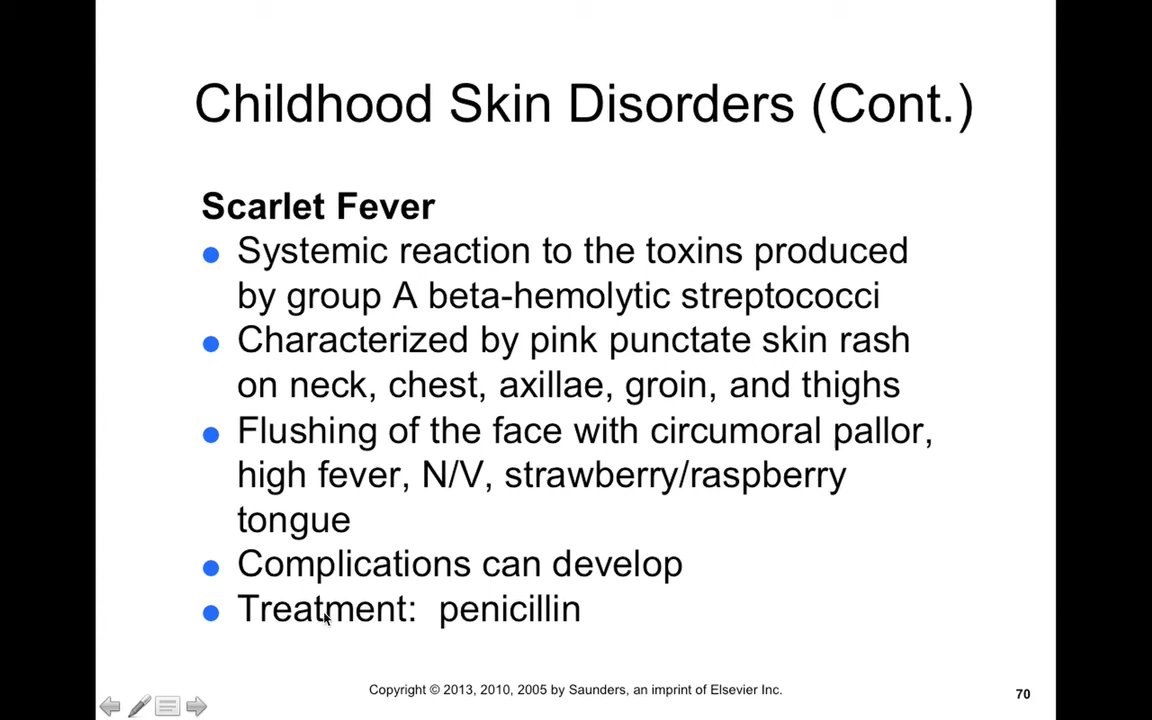 Childhood Skin Disorders (Cont.)
Scarlet Fever
Systemic reaction to the toxins produced
by group A beta-hemolytic streptococci
Characterized by pink punctate skin rash
on neck, chest, axillae, groin, and thighs
Flushing of the face with circumoral pallor,
high fever, N/V, strawberry/raspberry
tongue
Complications can develop
Treatment: penicillin
Copyright © 2013, 2010, 2005 by Saunders, an imprint of Elsevier Inc.
70